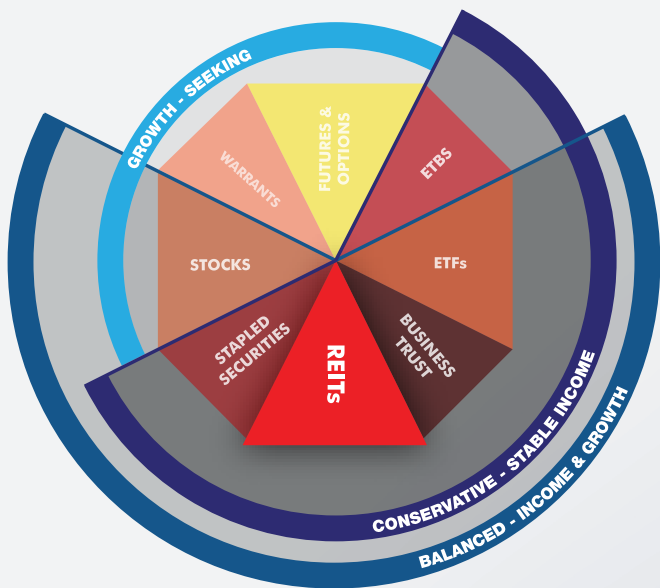 GROWTH - SEEKING
FUTURES &
OPTIONS
WARRANTS
ETBS
STOCKS
ETFs
STAPLED
SECURITIES
REITs
BUSINESS
TRUST
CONSERVATIVE - STABLE INCOME
BALANCED - INCOME & GROWTH